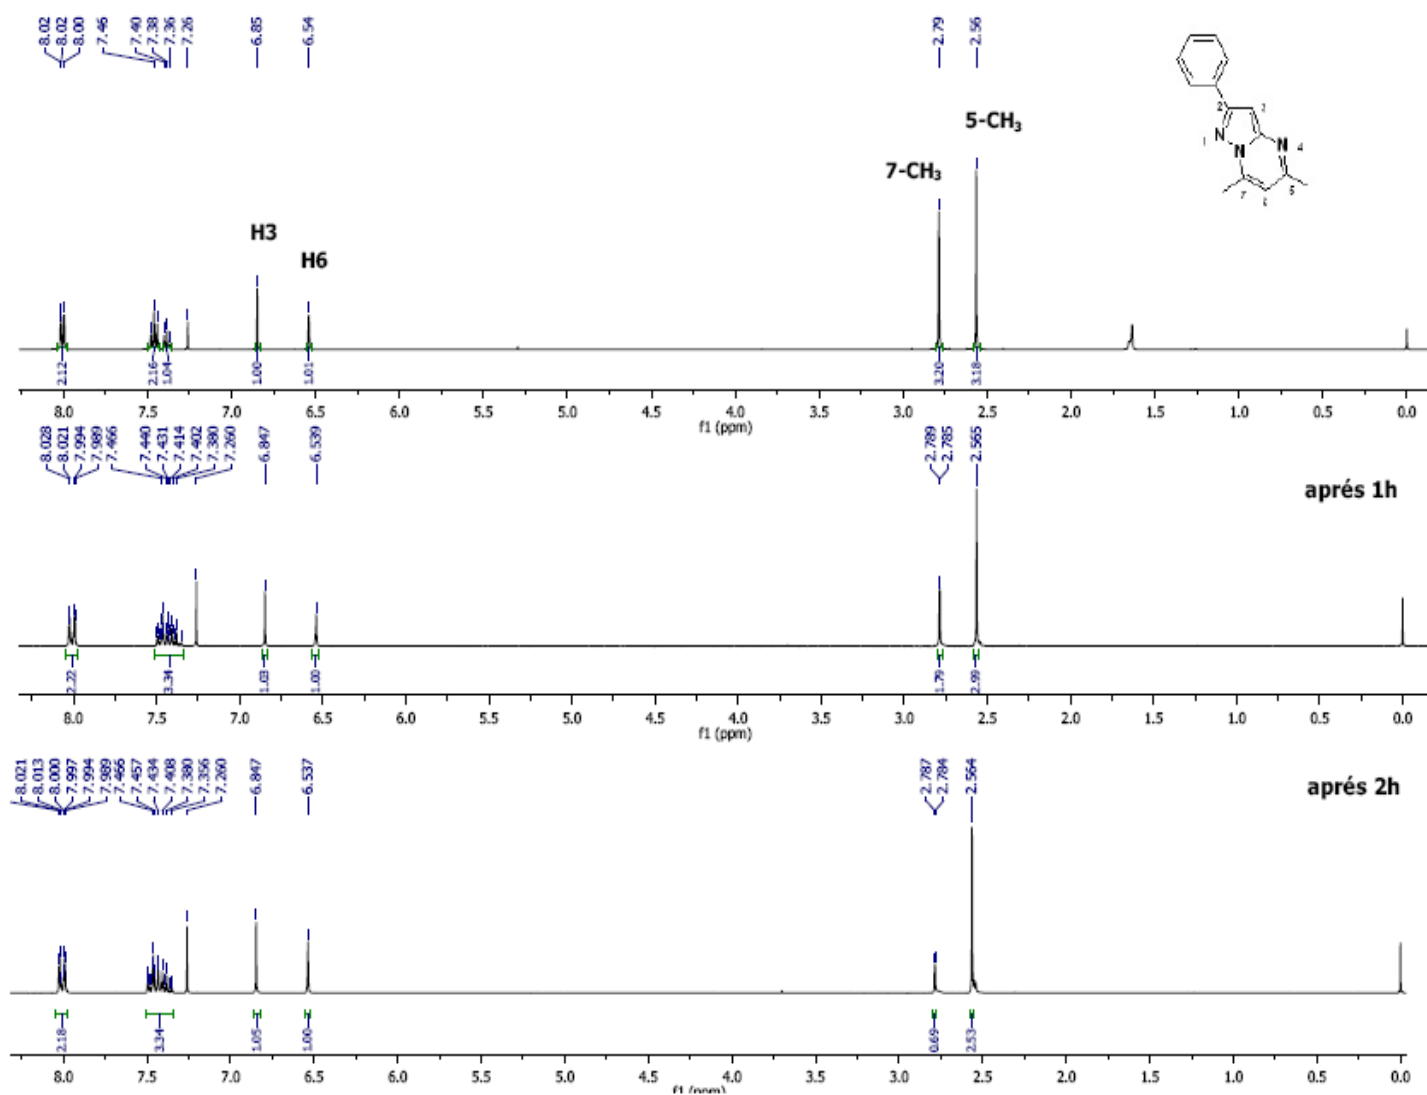 8.02 8.02 8.00 7.46 7.40 7.38 7.36 7.26 6.85 6.54 2.79 2.56
5-CH₃
7-CH₃
H3
H6
2 N 1 N N 4 5 7
2.12 2.16 1.04 1.00 1.01 3.20 3.18
8.0 7.5 7.0 6.5 6.0 5.5 5.0 4.5 4.0 3.5 3.0 2.5 2.0 1.5 1.0 0.5 0.0
f1 (ppm)
8.028 8.021 7.994 7.989 7.466 7.440 7.431 7.414 7.402 7.380 7.260 6.847 6.539 2.789 2.785 2.565
aprés 1h
2.22 3.34 1.03 1.00 1.79 2.99
8.0 7.5 7.0 6.5 6.0 5.5 5.0 4.5 4.0 3.5 3.0 2.5 2.0 1.5 1.0 0.5 0.0
f1 (ppm)
8.021 8.013 8.000 7.997 7.994 7.989 7.466 7.457 7.434 7.408 7.380 7.356 7.260 6.847 6.537 2.787 2.784 2.564
aprés 2h
2.18 3.34 1.05 1.00 0.69 2.53
8.0 7.5 7.0 6.5 6.0 5.5 5.0 4.5 4.0 3.5 3.0 2.5 2.0 1.5 1.0 0.5 0.0
f1 (ppm)